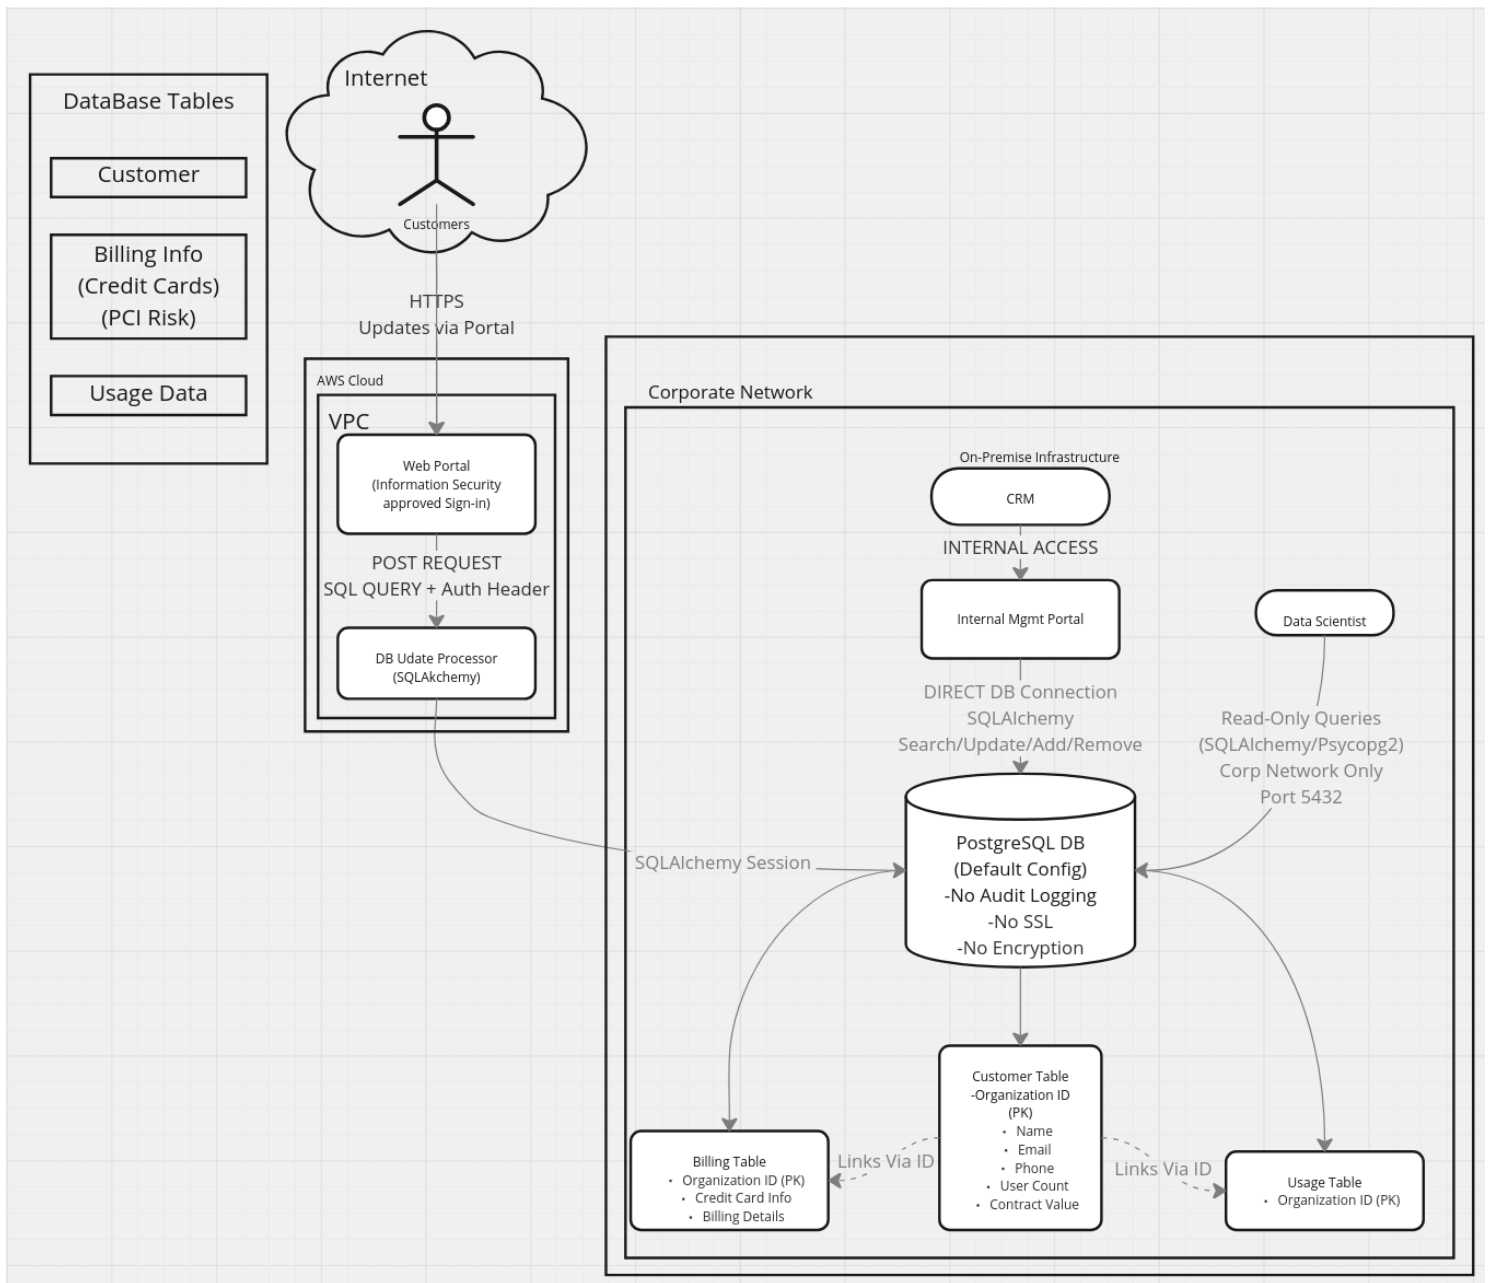 DataBase Tables
Customer
Billing Info
(Credit Cards)
(PCI Risk)
Usage Data
Internet
Customers
HTTPS
Updates via Portal
AWS Cloud
VPC
Web Portal
(Information Security
approved Sign-in)
POST REQUEST
SQL QUERY + Auth Header
DB Udate Processor
(SQLAkchemy)
SQLAlchemy Session
Corporate Network
On-Premise Infrastructure
CRM
INTERNAL ACCESS
Internal Mgmt Portal
DIRECT DB Connection
SQLAlchemy
Search/Update/Add/Remove
Data Scientist
Read-Only Queries
(SQLAlchemy/Psycopg2)
Corp Network Only
Port 5432
PostgreSQL DB
(Default Config)
-No Audit Logging
-No SSL
-No Encryption
Customer Table
-Organization ID
(PK)
• Name
• Email
• Phone
• User Count
• Contract Value
Links Via ID
Links Via ID
Billing Table
• Organization ID (PK)
• Credit Card Info
• Billing Details
Usage Table
• Organization ID (PK)